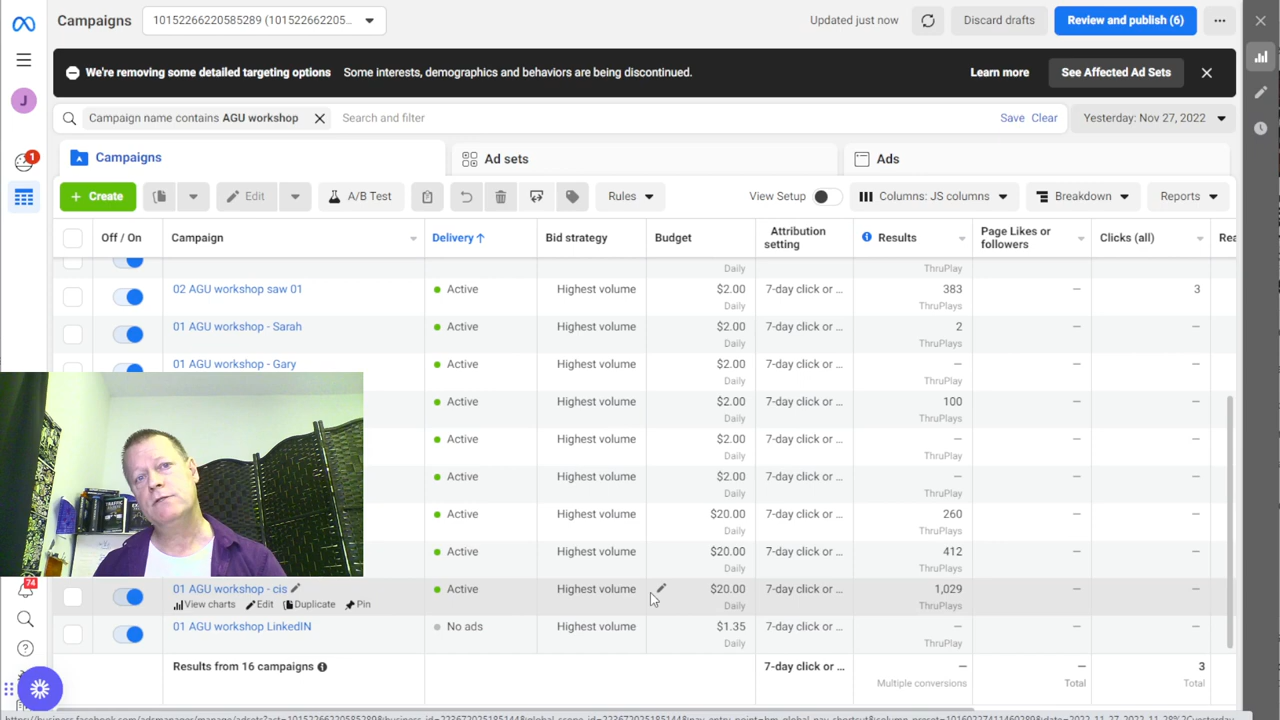 Campaigns 10152266220585289 (101522662205... Updated just now Discard drafts Review and publish (6)
We're removing some detailed targeting options Some interests, demographics and behaviors are being discontinued. Learn more See Affected Ad Sets
J
Campaign name contains AGU workshop Search and filter Save Clear Yesterday: Nov 27, 2022
1
Campaigns Ad sets Ads
+ Create Edit A/B Test Rules View Setup Columns: JS columns Breakdown Reports
Off / On Campaign Delivery ↑ Bid strategy Budget Attribution setting Results Page Likes or followers Clicks (all) Rea
Daily ThruPlay
02 AGU workshop saw 01 Active Highest volume $2.00 7-day click or ... 383 — 3
Daily ThruPlays
01 AGU workshop - Sarah Active Highest volume $2.00 7-day click or ... 2 — —
Daily ThruPlays
01 AGU workshop - Gary Active Highest volume $2.00 7-day click or ... — — —
Daily ThruPlay
Active Highest volume $2.00 7-day click or ... 100 — —
Daily ThruPlays
Active Highest volume $2.00 7-day click or ... — — —
Daily ThruPlay
Active Highest volume $2.00 7-day click or ... — — —
Daily ThruPlay
Active Highest volume $20.00 7-day click or ... 260 — —
Daily ThruPlays
Active Highest volume $20.00 7-day click or ... 412 — —
Daily ThruPlays
74
01 AGU workshop - cis Active Highest volume $20.00 7-day click or ... 1,029 — —
View charts Edit Duplicate Pin Daily ThruPlays
01 AGU workshop LinkedIN No ads Highest volume $1.35 7-day click or ... — — —
Daily ThruPlay
Results from 16 campaigns 7-day click or ... — — 3
Multiple conversions Total Total